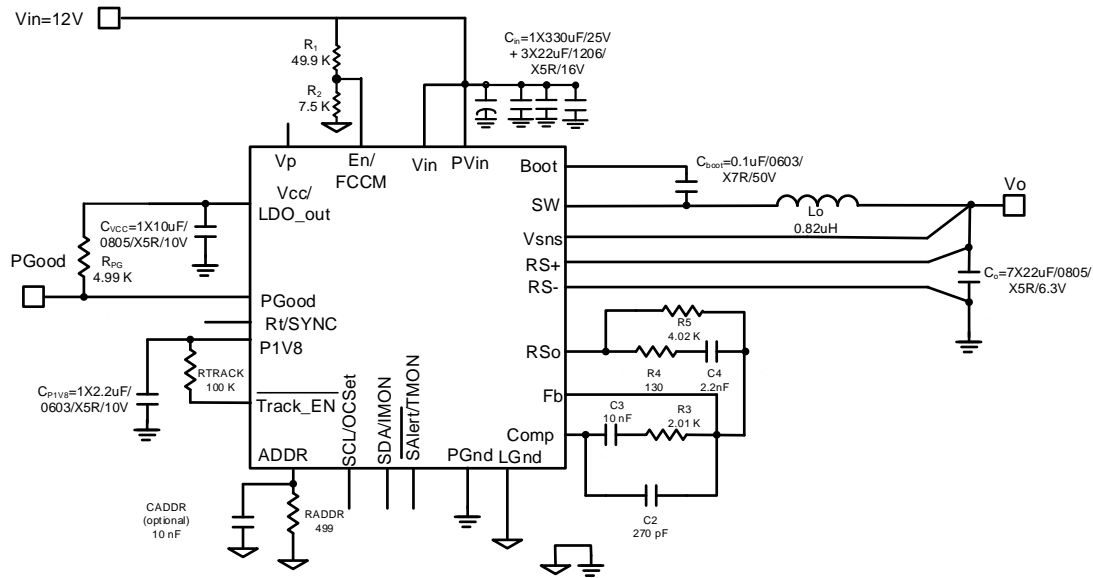 Vin=12V
R1
49.9 K
R2
7.5 K
Cin=1X330uF/25V
+ 3X22uF/1206/
X5R/16V
Vp
En/
FCCM
Vin
PVin
Boot
Cboot=0.1uF/0603/
X7R/50V
Vcc/
LDO_out
SW
Lo
0.82uH
Vo
CVCC=1X10uF/
0805/X5R/10V
Vsns
PGood
RPG
4.99 K
RS+
RS-
Co=7X22uF/0805/
X5R/6.3V
PGood
Rt/SYNC
P1V8
R5
4.02 K
RSo
R4
130
C4
2.2nF
RTRACK
100 K
CP1V8=1X2.2uF/
0603/X5R/10V
Track_EN
Fb
C3
10 nF
R3
2.01 K
Comp
ADDR
SCL/OCSet
SDA/IMON
SAlert/TMON
PGnd
LGnd
CADDR
(optional)
10 nF
RADDR
499
C2
270 pF